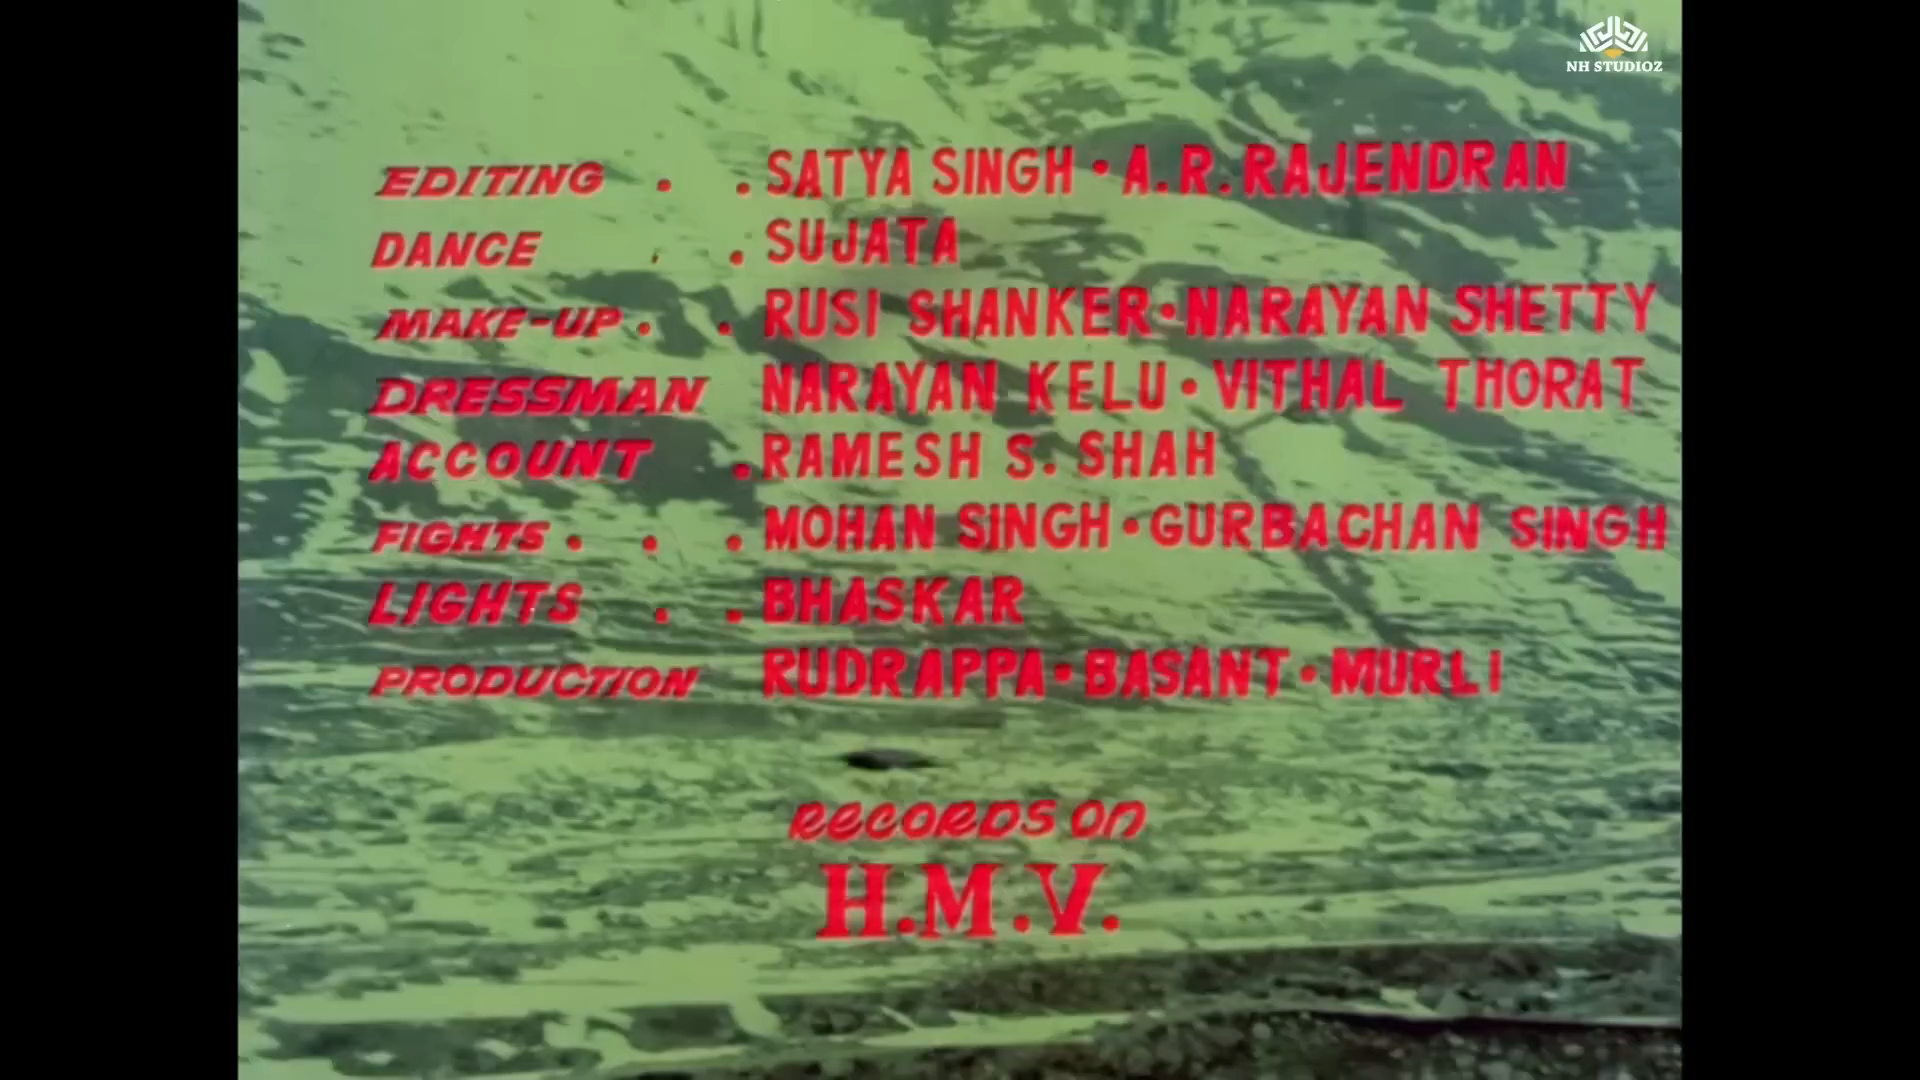 NH STUDIOZ
EDITING . . SATYA SINGH • A.R.RAJENDRAN
DANCE . . SUJATA
MAKE-UP . . RUSI SHANKER • NARAYAN SHETTY
DRESSMAN NARAYAN KELU • VITHAL THORAT
ACCOUNT . RAMESH S. SHAH
FIGHTS . . . MOHAN SINGH • GURBACHAN SINGH
LIGHTS . . BHASKAR
PRODUCTION RUDRAPPA • BASANT • MURLI
RECORDS ON
H.M.V.